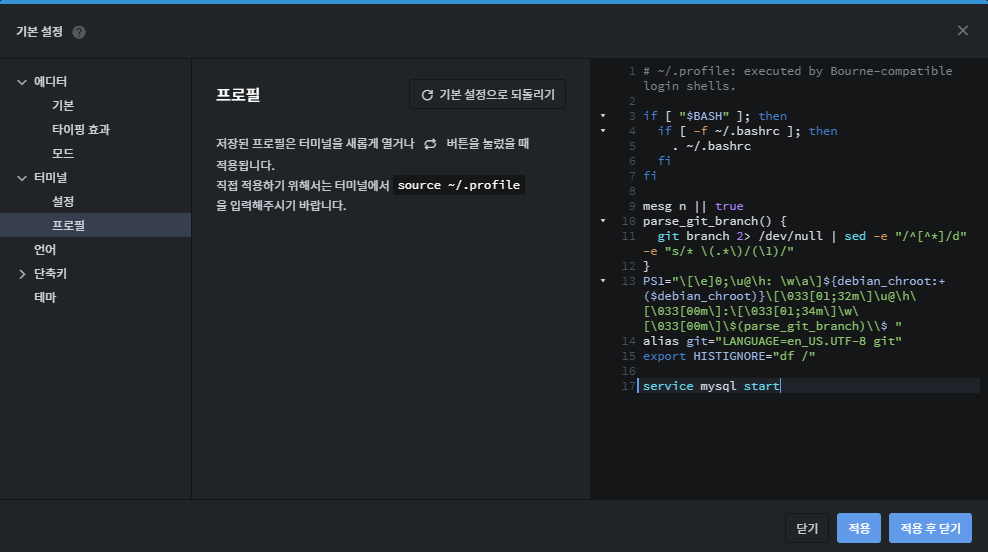 기본 설정 ?
에디터
기본
타이핑 효과
모드
터미널
설정
프로필
언어
단축키
테마
프로필
기본 설정으로 되돌리기
저장된 프로필은 터미널을 새롭게 열거나 버튼을 눌렀을 때
적용됩니다.
직접 적용하기 위해서는 터미널에서 source ~/.profile
을 입력해주시기 바랍니다.
1 # ~/.profile: executed by Bourne-compatible
login shells.
2
3 if [ "$BASH" ]; then
4   if [ -f ~/.bashrc ]; then
5     . ~/.bashrc
6   fi
7 fi
8
9 mesg n || true
10 parse_git_branch() {
11   git branch 2> /dev/null | sed -e "/^[^*]/d"
-e "s/* \(.*\)/(\1)/"
12 }
13 PS1="\[\e]0;\u@\h: \w\a\]${debian_chroot:+
($debian_chroot)}\[\033[01;32m\]\u@\h\
[\033[00m\]:\[\033[01;34m\]\w\
[\033[00m\]\$(parse_git_branch)\\$ "
14 alias git="LANGUAGE=en_US.UTF-8 git"
15 export HISTIGNORE="df /"
16
17 service mysql start
닫기
적용
적용 후 닫기